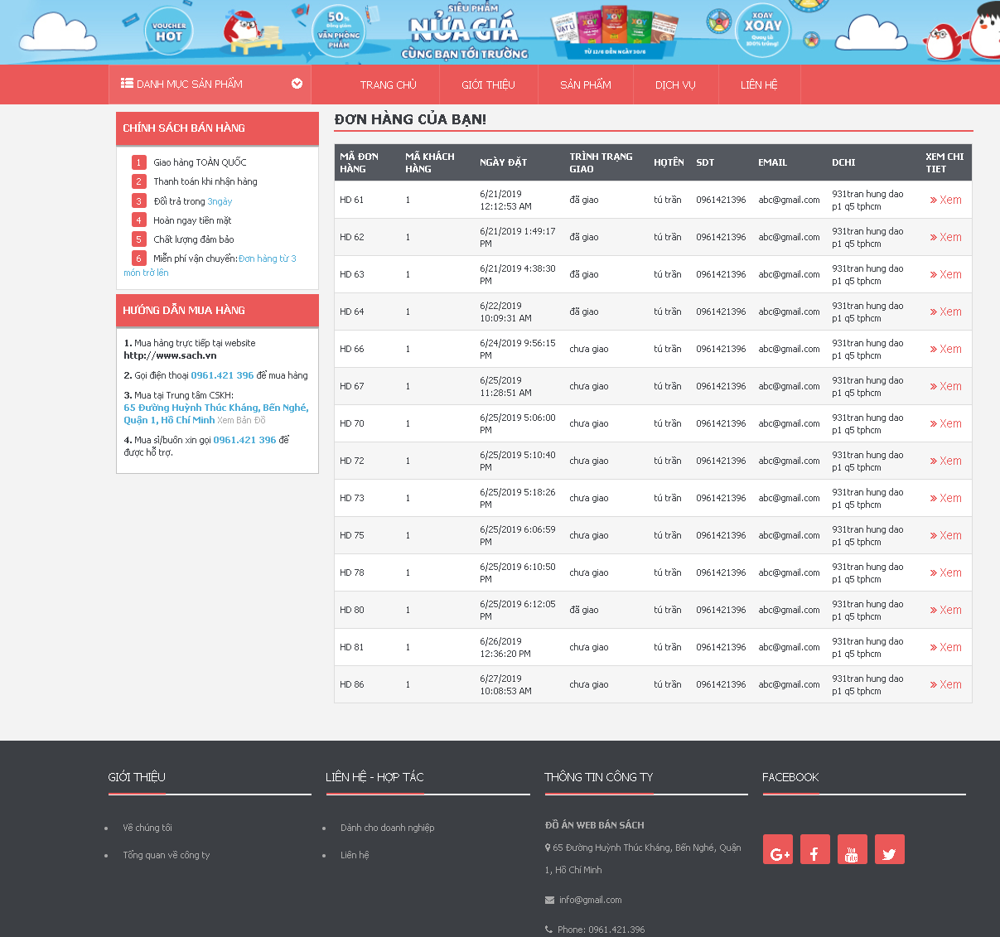 VOUCHER
HOT
50%
Đồng giảm
VĂN PHÒNG
PHẨM
SIÊU PHẨM
NỬA GIÁ
CÙNG BẠN TỚI TRƯỜNG
MEGA
TỪ 12/6 ĐẾN NGÀY 30/6
XOAY
XOAY
Quay là
100% trúng!
DANH MỤC SẢN PHẨM
TRANG CHỦ
GIỚI THIỆU
SẢN PHẨM
DỊCH VỤ
LIÊN HỆ
CHÍNH SÁCH BÁN HÀNG
1 Giao hàng TOÀN QUỐC
2 Thanh toán khi nhận hàng
3 Đổi trả trong 3ngày
4 Hoàn ngay tiền mặt
5 Chất lượng đảm bảo
6 Miễn phí vận chuyển:Đơn hàng từ 3
món trở lên
HƯỚNG DẪN MUA HÀNG
1. Mua hàng trực tiếp tại website
http://www.sach.vn
2. Gọi điện thoại 0961.421 396 để mua hàng
3. Mua tại Trung tâm CSKH:
65 Đường Huỳnh Thúc Kháng, Bến Nghé,
Quận 1, Hồ Chí Minh Xem Bản Đồ
4. Mua sỉ/buôn xin gọi 0961.421 396 để
được hỗ trợ.
ĐƠN HÀNG CỦA BẠN!
MÃ ĐƠN HÀNG MÃ KHÁCH HÀNG NGÀY ĐẶT TRÌNH TRẠNG GIAO HỌTÊN SDT EMAIL DCHI XEM CHI TIET
HD 61 1 6/21/2019 12:12:53 AM đã giao tú trần 0961421396 abc@gmail.com 931tran hung dao p1 q5 tphcm Xem
HD 62 1 6/21/2019 1:49:17 PM đã giao tú trần 0961421396 abc@gmail.com 931tran hung dao p1 q5 tphcm Xem
HD 63 1 6/21/2019 4:38:30 PM đã giao tú trần 0961421396 abc@gmail.com 931tran hung dao p1 q5 tphcm Xem
HD 64 1 6/22/2019 10:09:31 AM đã giao tú trần 0961421396 abc@gmail.com 931tran hung dao p1 q5 tphcm Xem
HD 66 1 6/24/2019 9:56:15 PM chưa giao tú trần 0961421396 abc@gmail.com 931tran hung dao p1 q5 tphcm Xem
HD 67 1 6/25/2019 11:28:51 AM chưa giao tú trần 0961421396 abc@gmail.com 931tran hung dao p1 q5 tphcm Xem
HD 70 1 6/25/2019 5:06:00 PM chưa giao tú trần 0961421396 abc@gmail.com 931tran hung dao p1 q5 tphcm Xem
HD 72 1 6/25/2019 5:10:40 PM chưa giao tú trần 0961421396 abc@gmail.com 931tran hung dao p1 q5 tphcm Xem
HD 73 1 6/25/2019 5:18:26 PM chưa giao tú trần 0961421396 abc@gmail.com 931tran hung dao p1 q5 tphcm Xem
HD 75 1 6/25/2019 6:06:59 PM chưa giao tú trần 0961421396 abc@gmail.com 931tran hung dao p1 q5 tphcm Xem
HD 78 1 6/25/2019 6:10:50 PM chưa giao tú trần 0961421396 abc@gmail.com 931tran hung dao p1 q5 tphcm Xem
HD 80 1 6/25/2019 6:12:05 PM đã giao tú trần 0961421396 abc@gmail.com 931tran hung dao p1 q5 tphcm Xem
HD 81 1 6/26/2019 12:36:20 PM chưa giao tú trần 0961421396 abc@gmail.com 931tran hung dao p1 q5 tphcm Xem
HD 86 1 6/27/2019 10:08:53 AM chưa giao tú trần 0961421396 abc@gmail.com 931tran hung dao p1 q5 tphcm Xem
GIỚI THIỆU
Về chúng tôi
Tổng quan về công ty
LIÊN HỆ - HỢP TÁC
Dành cho doanh nghiệp
Liên hệ
THÔNG TIN CÔNG TY
ĐỒ ÁN WEB BÁN SÁCH
65 Đường Huỳnh Thúc Kháng, Bến Nghé, Quận
1, Hồ Chí Minh
info@gmail.com
Phone: 0961.421.396
FACEBOOK
G+ f You Tube